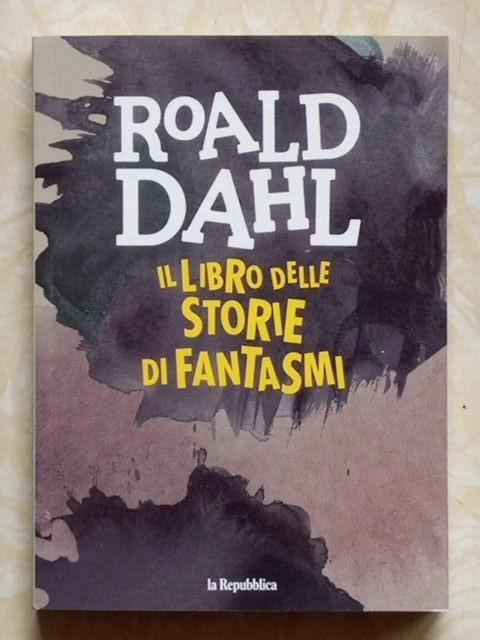 ROALD
DAHL
IL LIBRO DELLE
STORIE
DI FANTASMI
la Repubblica